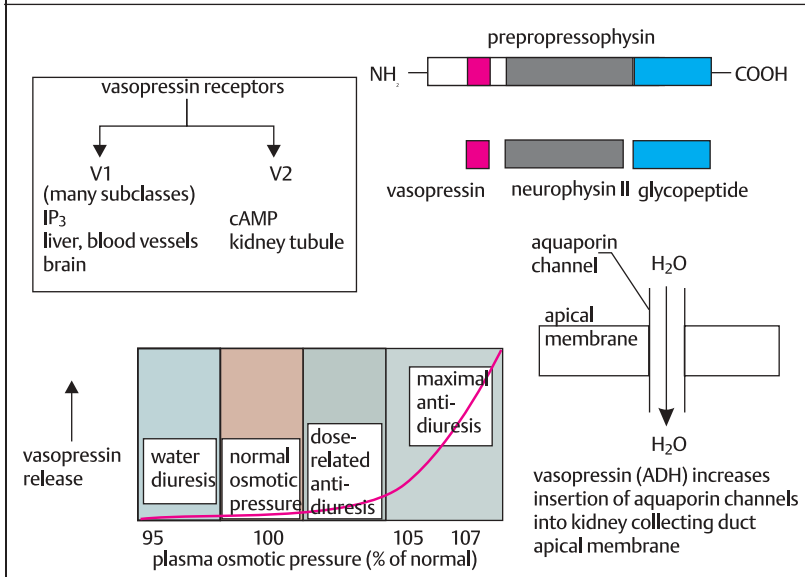 prepropressophysin
NH2
COOH
vasopressin receptors
V1
(many subclasses)
IP3
liver, blood vessels
brain
V2
cAMP
kidney tubule
vasopressin
neurophysin II
glycopeptide
aquaporin
channel
H2O
apical
membrane
H2O
vasopressin (ADH) increases
insertion of aquaporin channels
into kidney collecting duct
apical membrane
vasopressin
release
water
diuresis
normal
osmotic
pressure
dose-
related
anti-
diuresis
maximal
anti-
diuresis
95
100
105
107
plasma osmotic pressure (% of normal)